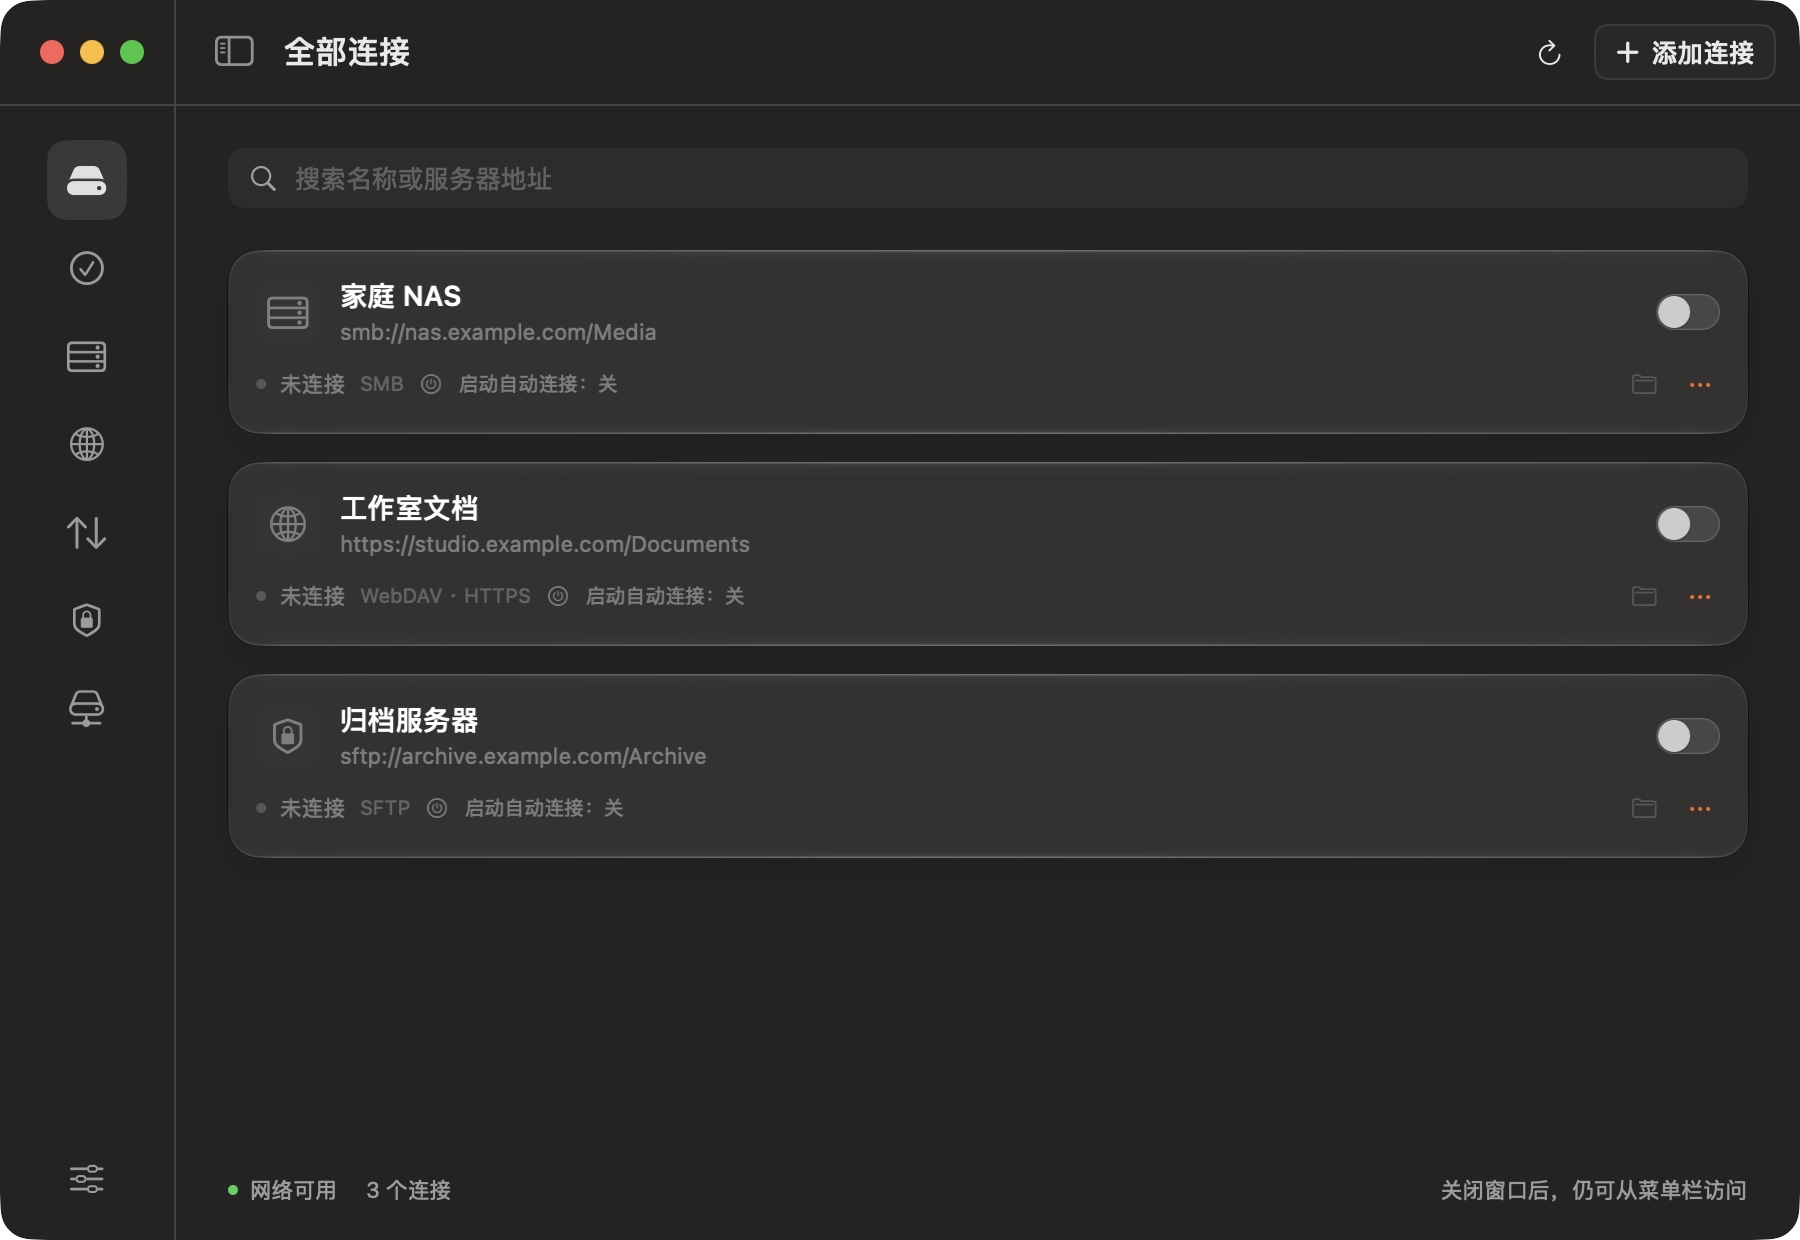 全部连接
添加连接
搜索名称或服务器地址
家庭 NAS
smb://nas.example.com/Media
未连接 SMB 启动自动连接：关
工作室文档
https://studio.example.com/Documents
未连接 WebDAV · HTTPS 启动自动连接：关
归档服务器
sftp://archive.example.com/Archive
未连接 SFTP 启动自动连接：关
网络可用 3 个连接
关闭窗口后，仍可从菜单栏访问